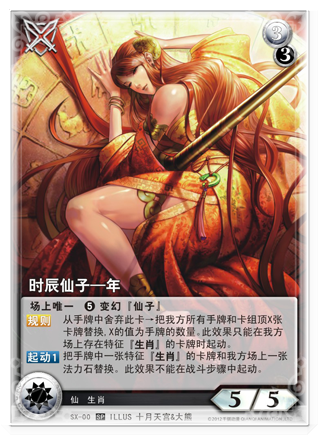 3
3
时辰仙子—年
场上唯一 5 变幻『仙子』
规则 从手牌中舍弃此卡→把我方所有手牌和卡组顶X张
卡牌替换,X的值为手牌的数量。此效果只能在我方
场上存在特征『生肖』的卡牌时起动。
起动1 把手牌中一张特征『生肖』的卡牌和我方场上一张
法力石替换。此效果不能在战斗步骤中起动。
仙 生肖
5 / 5
SX-00 SP ILLUS 十月天宫&大熊